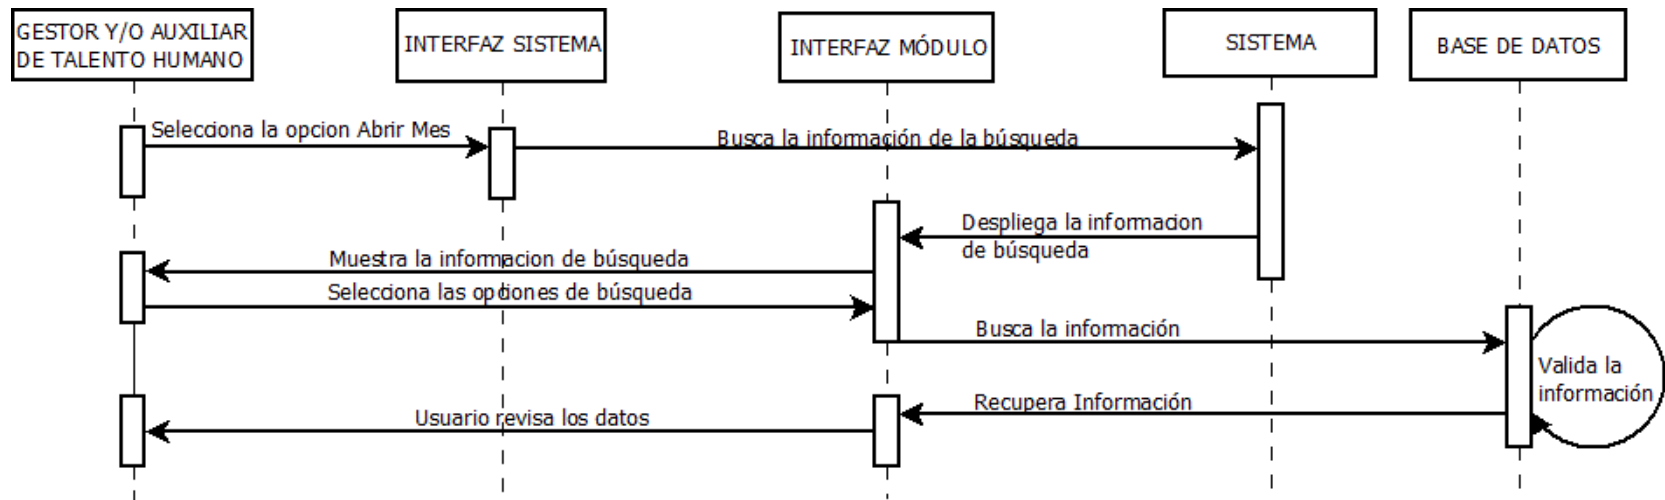 GESTOR Y/O AUXILIAR
DE TALENTO HUMANO
INTERFAZ SISTEMA
INTERFAZ MÓDULO
SISTEMA
BASE DE DATOS
Selecciona la opcion Abrir Mes
Busca la información de la búsqueda
Despliega la informacion
de búsqueda
Muestra la informacion de búsqueda
Selecciona las opciones de búsqueda
Busca la información
Valida la
información
Recupera Información
Usuario revisa los datos